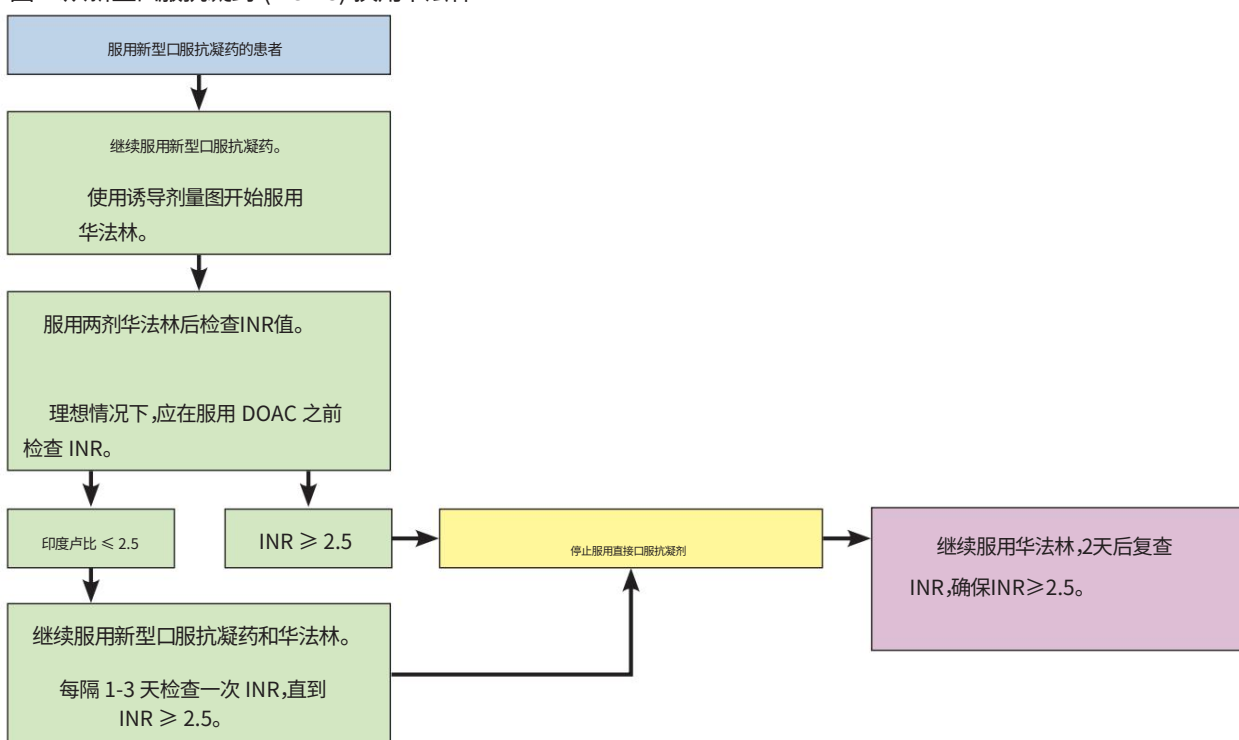 服用新型口服抗凝药的患者
继续服用新型口服抗凝药。
使用诱导剂量图开始服用
华法林。
服用两剂华法林后检查INR值。
理想情况下,应在服用 DOAC 之前
检查 INR。
印度卢比 ≤ 2.5
INR ≥ 2.5
停止服用直接口服抗凝剂
继续服用华法林,2天后复查
INR,确保INR≥2.5。
继续服用新型口服抗凝药和华法林。
每隔 1-3 天检查一次 INR,直到
INR ≥ 2.5。